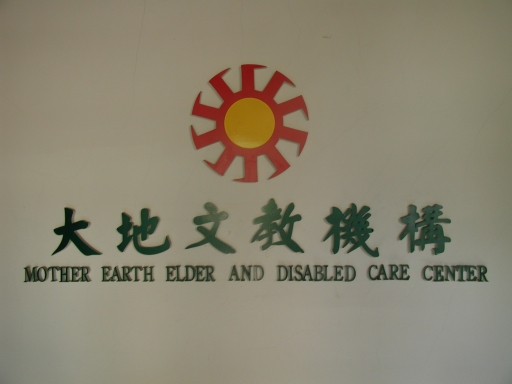 大地文教機構
MOTHER EARTH ELDER AND DISABLED CARE CENTER